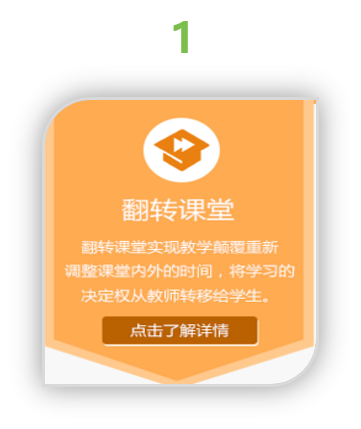 1
翻转课堂
翻转课堂实现教学颠覆重新
调整课堂内外的时间，将学习的
决定权从教师转移给学生。
点击了解详情